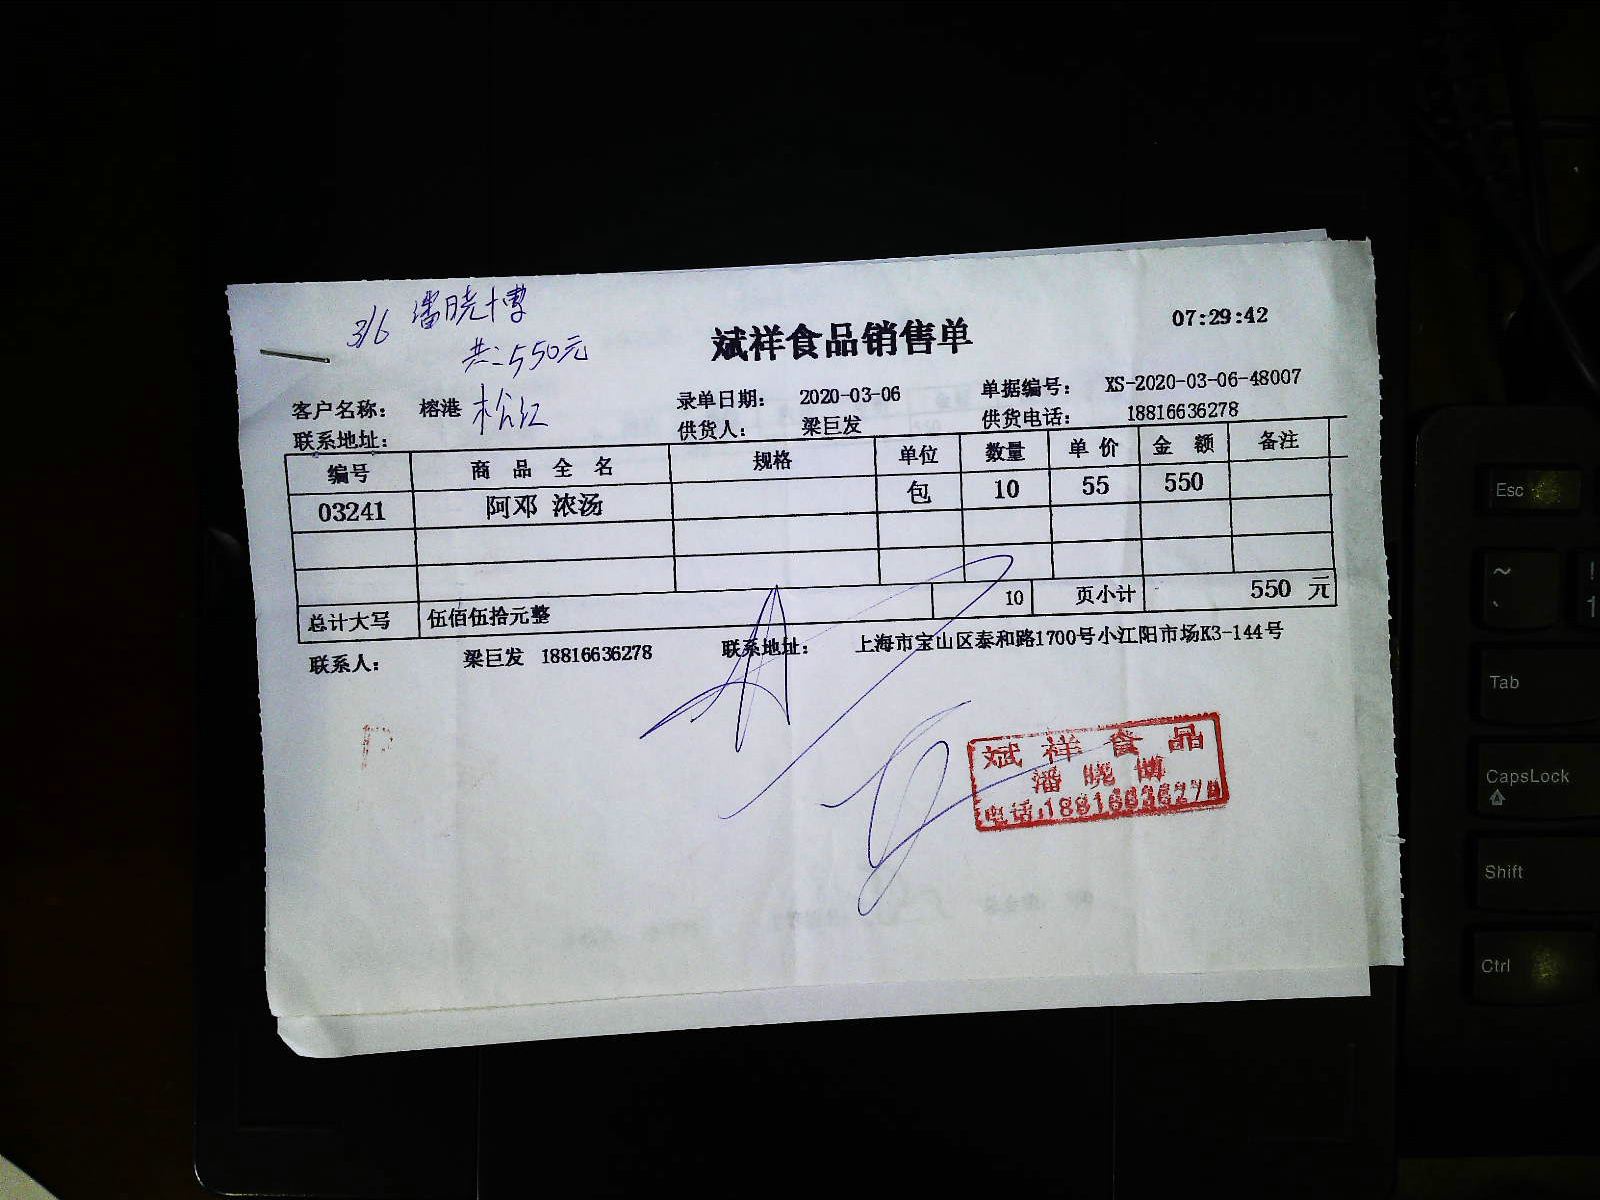 3/6 潘晓博
共:550元
斌祥食品销售单
07:29:42
客户名称: 榕港 松江
录单日期: 2020-03-06
单据编号: XS-2020-03-06-48007
联系地址:
供货人: 梁巨发
供货电话: 18816636278
编号 商品全名 规格 单位 数量 单价 金额 备注
03241 阿邓 浓汤 包 10 55 550
总计大写 伍佰伍拾元整 10 页小计 550 元
联系人: 梁巨发 18816636278 联系地址: 上海市宝山区泰和路1700号小江阳市场K3-144号
斌祥食品
潘晓博
电话:18816636278
Esc
~
Tab
CapsLock
Shift
Ctrl